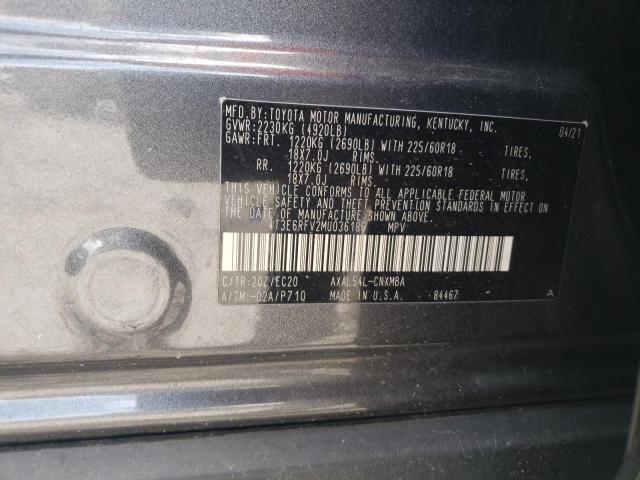 MFD.BY:TOYOTA MOTOR MANUFACTURING, KENTUCKY, INC.
GVWR:2230KG (4920LB) 04/21
GAWR:FRT. 1220KG (2690LB) WITH 225/60R18 TIRES,
18X7.0J RIMS.
RR. 1220KG (2690LB) WITH 225/60R18 TIRES,
18X7.0J RIMS.
THIS VEHICLE CONFORMS TO ALL APPLICABLE FEDERAL MOTOR
VEHICLE SAFETY AND THEFT PREVENTION STANDARDS IN EFFECT ON
THE DATE OF MANUFACTURE SHOWN ABOVE.
4T3E6RFV2MU036186 MPV
C/TR:202/EC20 AXAL54L-CNXMBA
A/TM:-02A/P710 MADE IN U.S.A. 84467 A